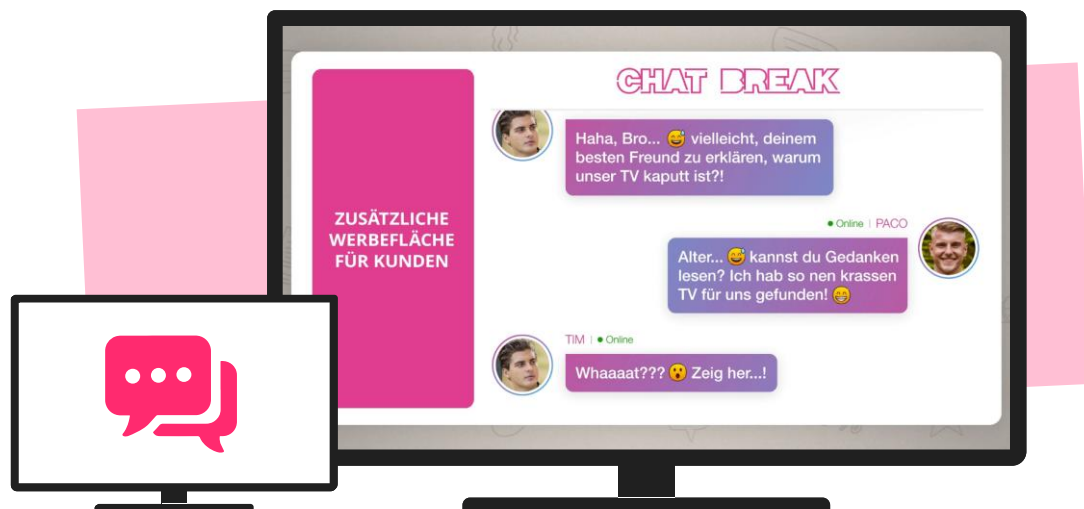 CHAT BREAK
ZUSÄTZLICHE
WERBEFLÄCHE
FÜR KUNDEN
Haha, Bro... 😅 vielleicht, deinem
besten Freund zu erklären, warum
unser TV kaputt ist?!
Online | PACO
Alter... 😅 kannst du Gedanken
lesen? Ich hab so nen krassen
TV für uns gefunden! 😁
TIM | Online
Whaaaat??? 😮 Zeig her...!